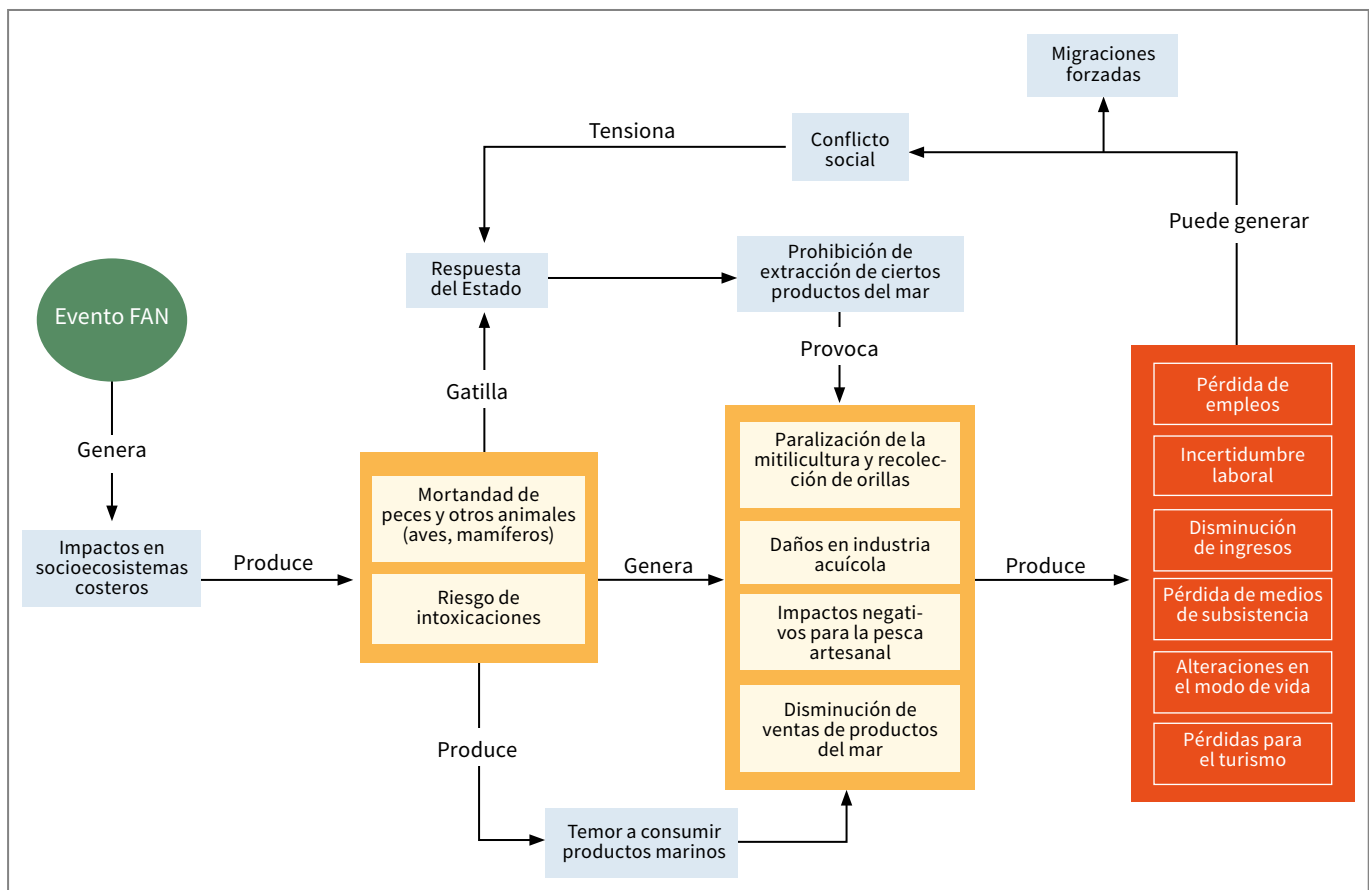 Migraciones
forzadas
Tensiona
Conflicto
social
Puede generar
Respuesta
del Estado
Prohibición de
extracción de ciertos
productos del mar
Evento FAN
Provoca
Gatilla
Genera
Pérdida de
empleos
Incertidumbre
laboral
Disminución
de ingresos
Pérdida de medios
de subsistencia
Alteraciones en
el modo de vida
Pérdidas para
el turismo
Paralización de la
mitilicultura y recolec-
ción de orillas
Daños en industria
acuícola
Impactos negati-
vos para la pesca
artesanal
Disminución de
ventas de productos
del mar
Mortandad de
peces y otros animales
(aves, mamíferos)
Riesgo de
intoxicaciones
Impactos en
socioecosistemas
costeros
Produce
Genera
Produce
Produce
Temor a consumir
productos marinos